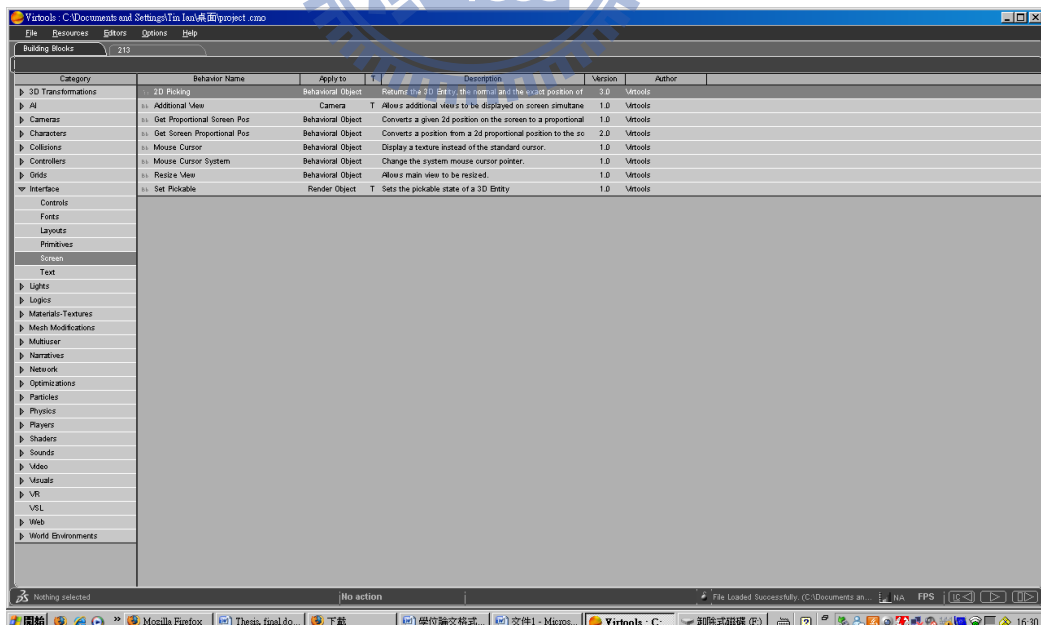 Virtools : C:\Documents and Settings\Tim Ian\桌面\project .cmo
File Resources Editors Options Help
Building Blocks 213
Category Behavior Name Apply to T Description Version Author
3D Transformations 2D Picking Behavioral Object Returns the 3D Entity, the normal and the exact position of 3.0 Virtools
AI Additional View Camera T Allows additional views to be displayed on screen simultane 1.0 Virtools
Cameras Get Proportional Screen Pos Behavioral Object Converts a given 2d position on the screen to a proportional 1.0 Virtools
Characters Get Screen Proportional Pos Behavioral Object Converts a position from a 2d proportional position to the sc 2.0 Virtools
Collisions Mouse Cursor Behavioral Object Display a texture instead of the standard cursor. 1.0 Virtools
Controllers Mouse Cursor System Behavioral Object Change the system mouse cursor pointer. 1.0 Virtools
Grids Resize View Behavioral Object Allows main view to be resized. 1.0 Virtools
Interface Set Pickable Render Object T Sets the pickable state of a 3D Entity 1.0 Virtools
Controls
Fonts
Layouts
Primitives
Screen
Text
Lights
Logics
Materials-Textures
Mesh Modifications
Multiuser
Narratives
Network
Optimizations
Particles
Physics
Players
Shaders
Sounds
Video
Visuals
VR
VSL
Web
World Environments
Nothing selected No action File Loaded Successfully. (C:\Documents an... NA FPS
開始 Mozilla Firefox Thesis_final.do... 下載 學位論文格式... 文件1 - Micros... Virtools : C: 卸除式磁碟 (F:) 16:30